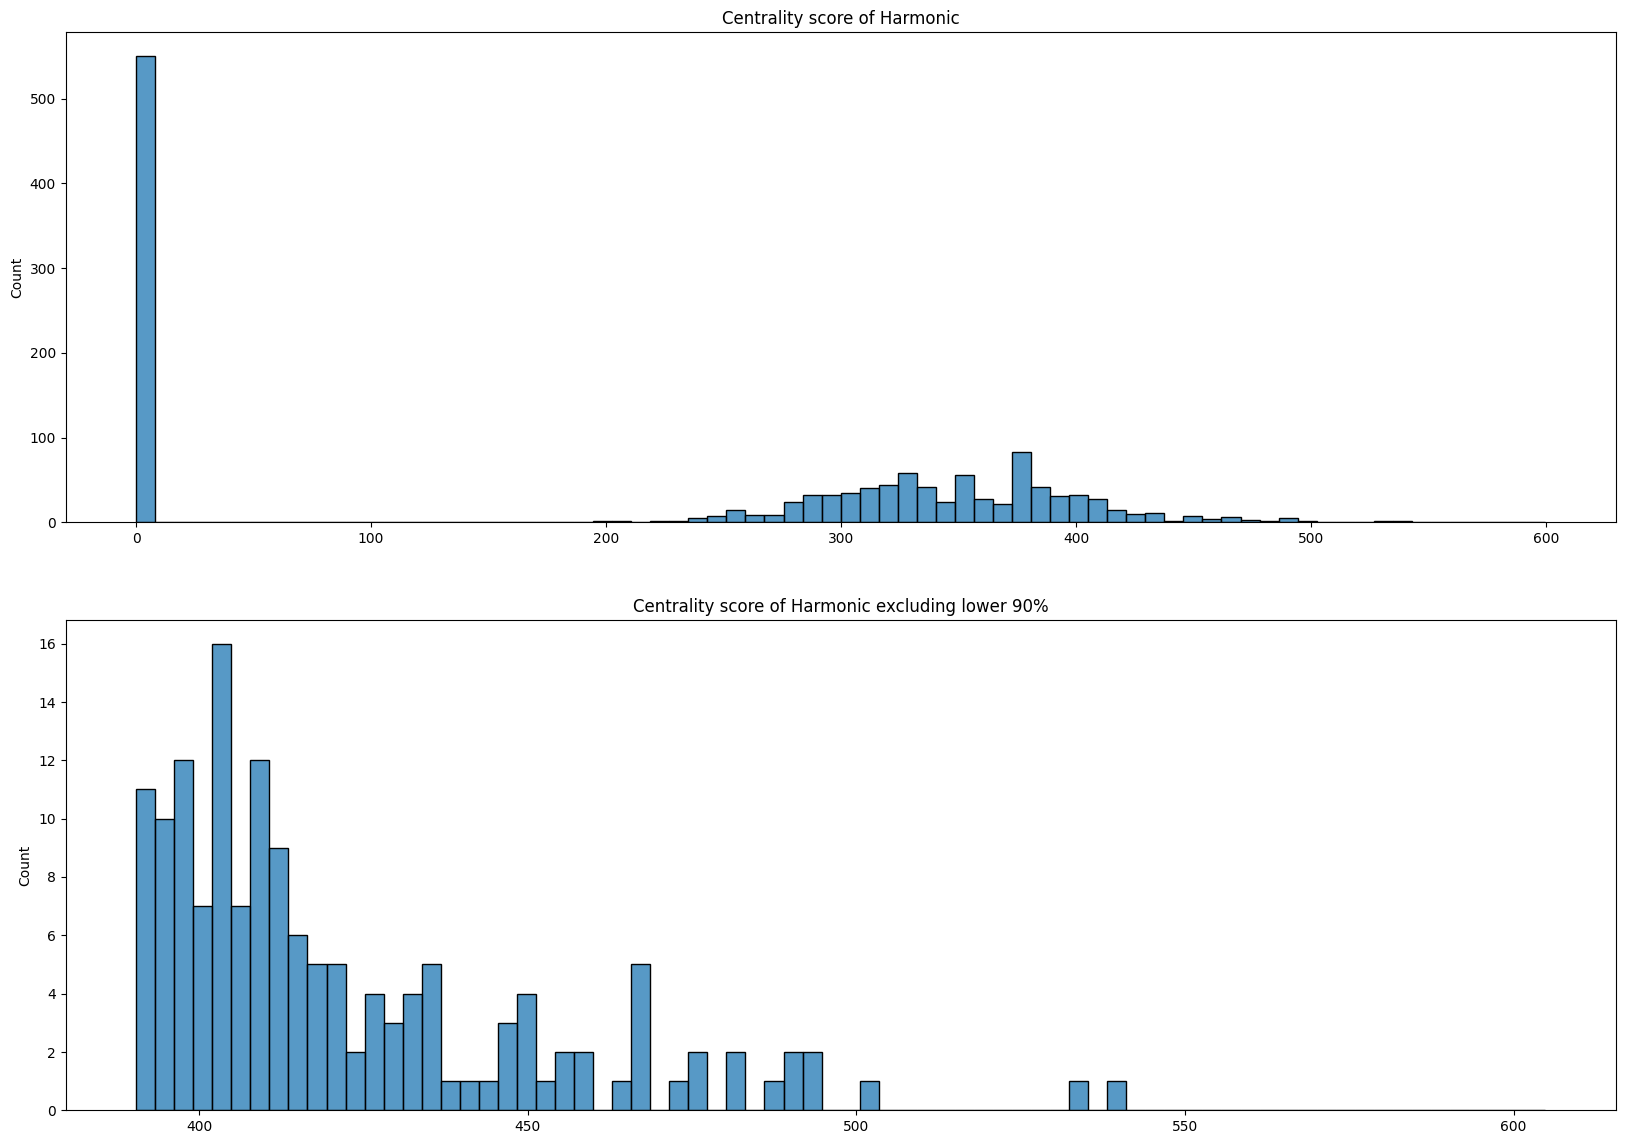 Centrality score of Harmonic
500
400
300
200
100
0
Count
0 100 200 300 400 500 600
Centrality score of Harmonic excluding lower 90%
16
14
12
10
8
6
4
2
0
Count
400 450 500 550 600